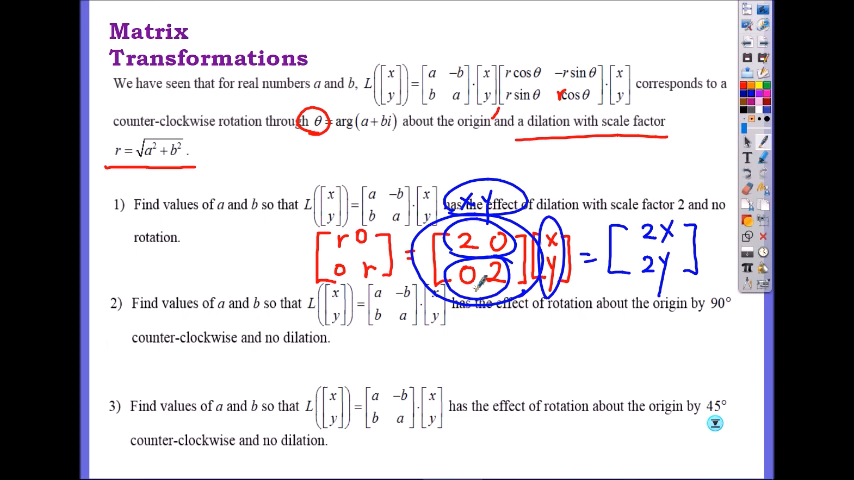 Matrix
Transformations
We have seen that for real numbers a and b, L([x y]) = [a −b b a]·[x y][r cosθ −r sinθ r sinθ r cosθ]·[x y] corresponds to a
counter-clockwise rotation through θ = arg(a+bi) about the origin and a dilation with scale factor
r = √a² + b² .
1) Find values of a and b so that L([x y]) = [a −b b a]·[x y] has the effect of dilation with scale factor 2 and no
rotation.
x y
[r 0 0 r] = [2 0 0 2][x y] = [2x 2y]
2) Find values of a and b so that L([x y]) = [a −b b a]·[x y] has the effect of rotation about the origin by 90°
counter-clockwise and no dilation.
3) Find values of a and b so that L([x y]) = [a −b b a]·[x y] has the effect of rotation about the origin by 45°
counter-clockwise and no dilation.